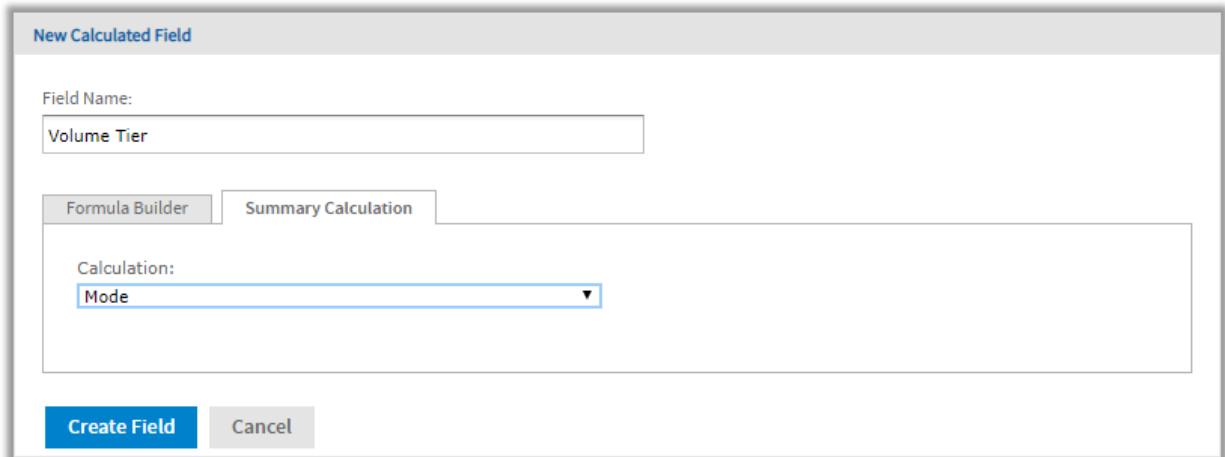 New Calculated Field
Field Name:
Volume Tier
Formula Builder Summary Calculation
Calculation:
Mode
Create Field Cancel